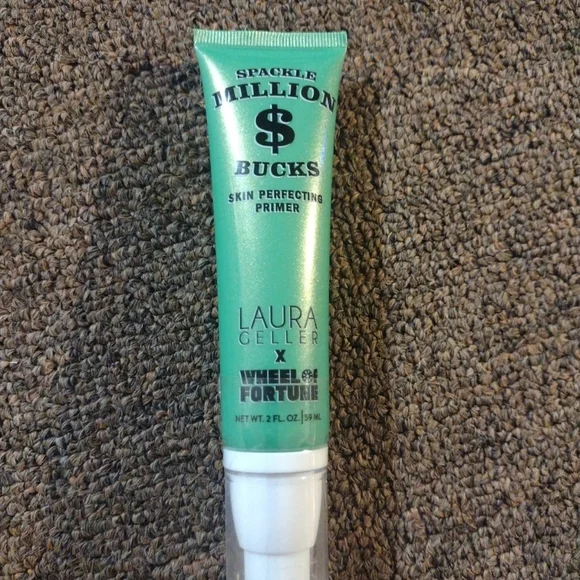 SPACKLE
MILLION
$
BUCKS
SKIN PERFECTING
PRIMER
LAURA
GELLER
X
WHEEL OF
FORTUNE
NET WT. 2 FL. OZ. | 59 ML